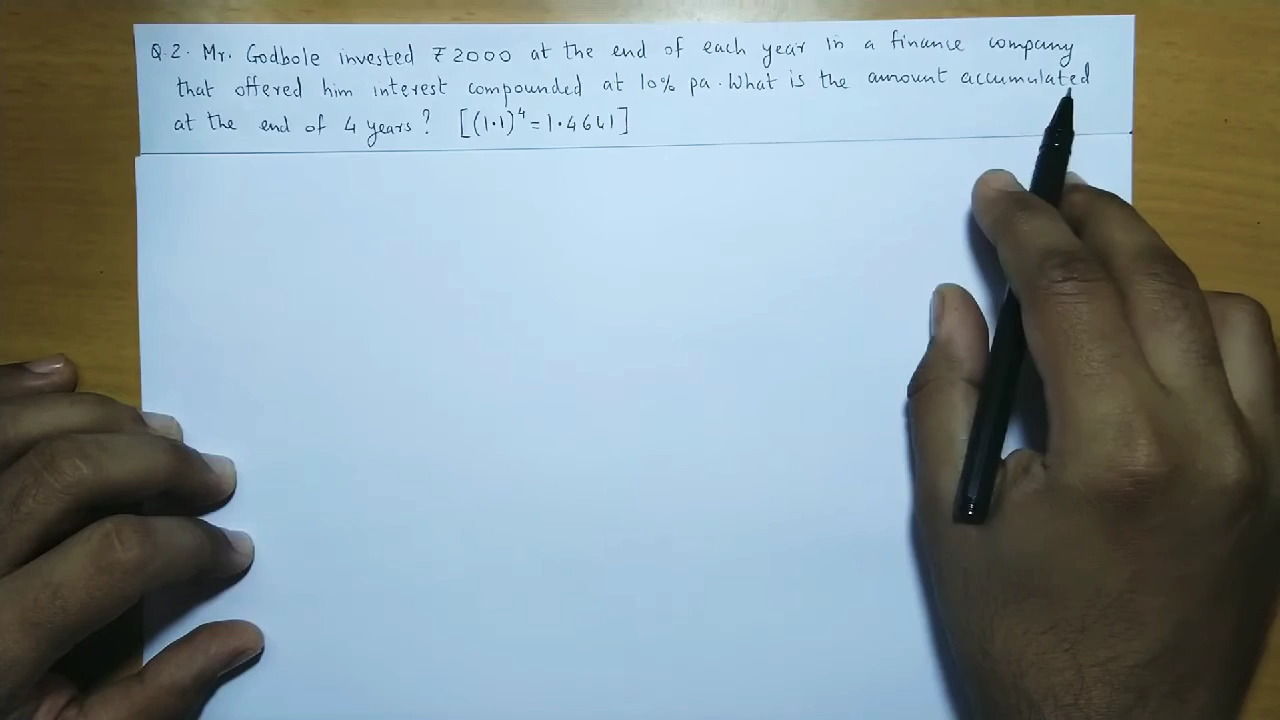 Q.2. Mr. Godbole invested ₹2000 at the end of each year in a finance company
that offered him interest compounded at 10% pa. What is the amount accumulated
at the end of 4 years? [(1.1)⁴ = 1.4641]